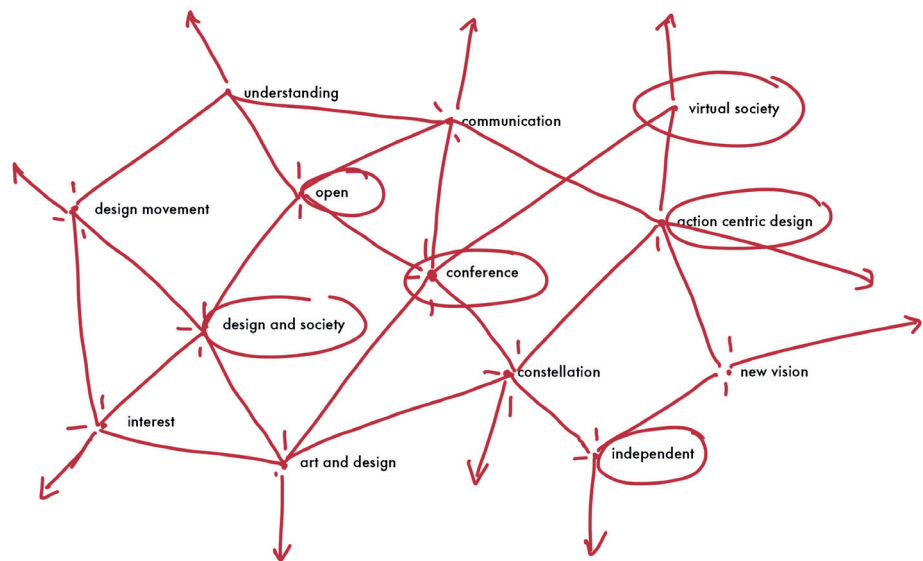 understanding
virtual society
communication
open
design movement
action centric design
conference
design and society
constellation
new vision
interest
independent
art and design